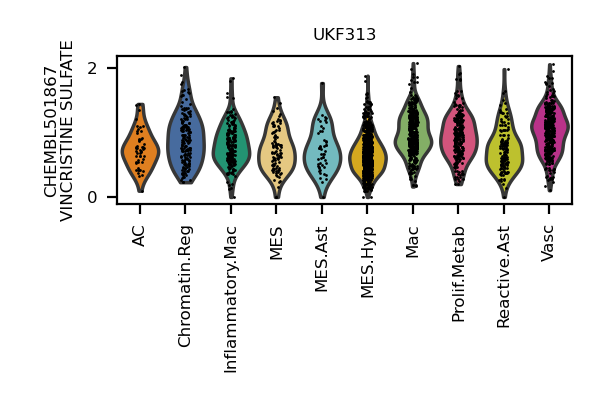 UKF313
CHEMBL501867
VINCRISTINE SULFATE
2
0
AC
Chromatin.Reg
Inflammatory.Mac
MES
MES.Ast
MES.Hyp
Mac
Prolif.Metab
Reactive.Ast
Vasc